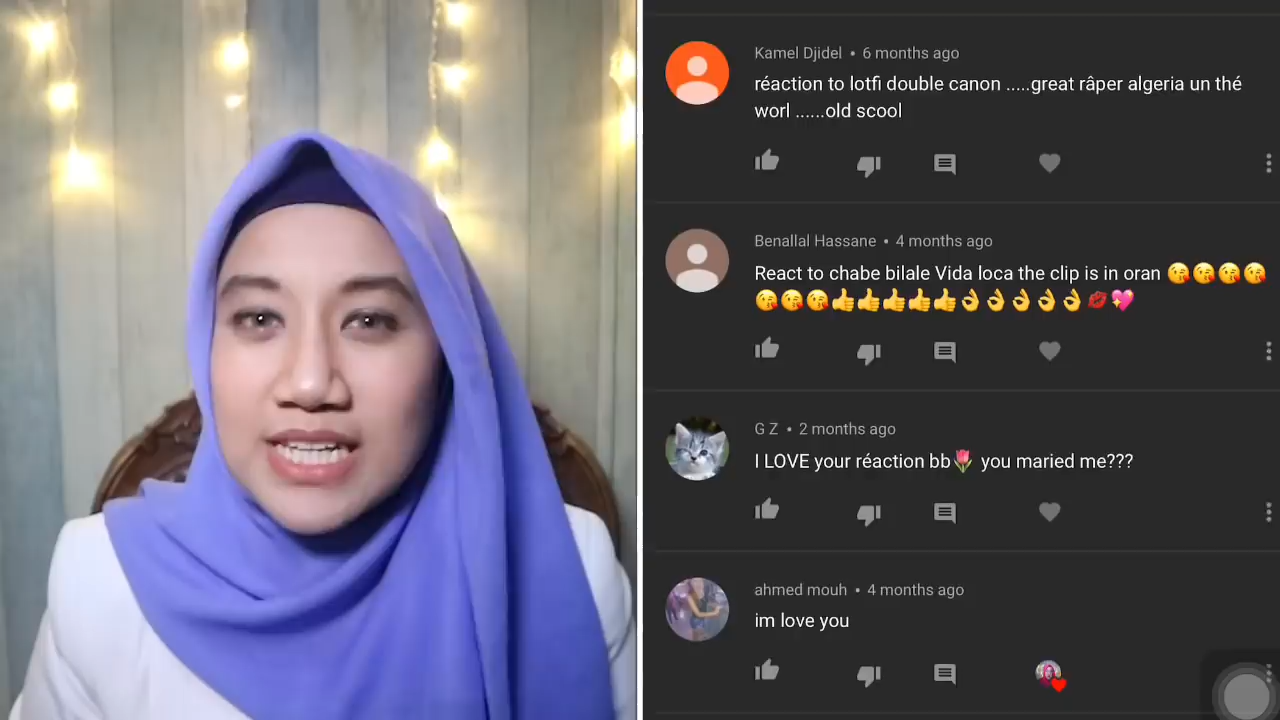 Kamel Djidel • 6 months ago
réaction to lotfi double canon .....great râper algeria un thé
worl ......old scool
Benallal Hassane • 4 months ago
React to chabe bilale Vida loca the clip is in oran 😘😘😘😘
😘😘😘👍👍👍👍👍👌👌👌👌👌💋💖
G Z • 2 months ago
I LOVE your réaction bb🌷 you maried me???
ahmed mouh • 4 months ago
im love you